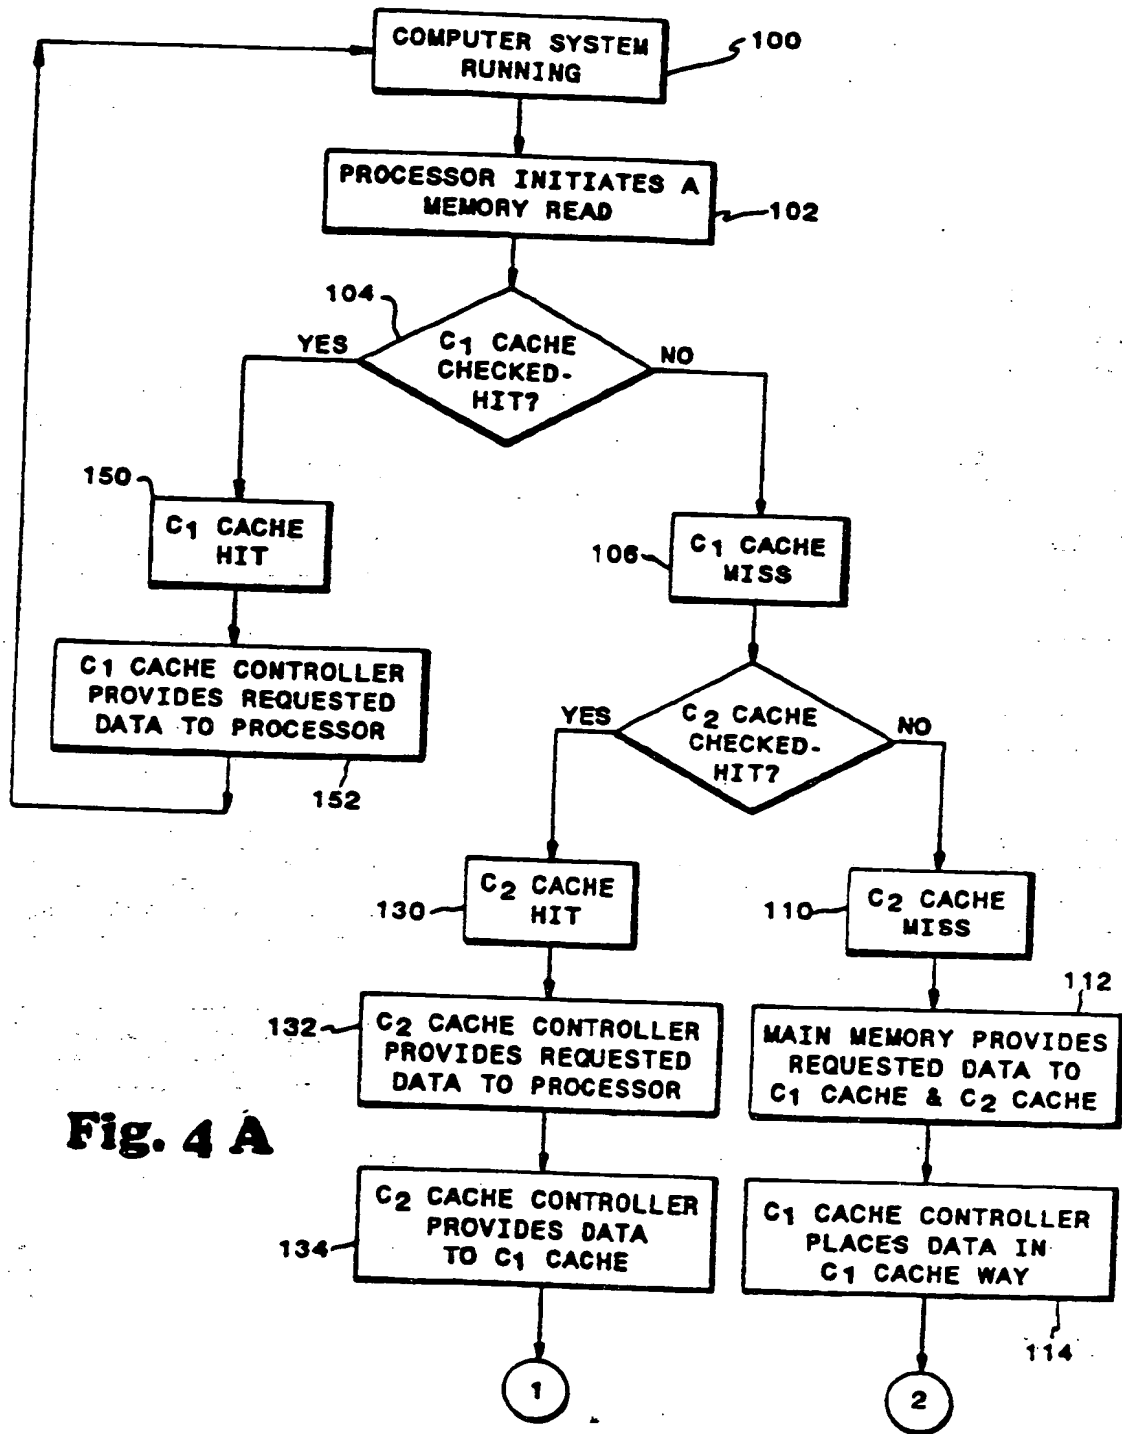 COMPUTER SYSTEM
RUNNING
100
PROCESSOR INITIATES A
MEMORY READ
102
104
C1 CACHE
CHECKED-
HIT?
YES
NO
150
C1 CACHE
HIT
106
C1 CACHE
MISS
C1 CACHE CONTROLLER
PROVIDES REQUESTED
DATA TO PROCESSOR
152
C2 CACHE
CHECKED-
HIT?
YES
NO
130
C2 CACHE
HIT
110
C2 CACHE
MISS
132
C2 CACHE CONTROLLER
PROVIDES REQUESTED
DATA TO PROCESSOR
112
MAIN MEMORY PROVIDES
REQUESTED DATA TO
C1 CACHE & C2 CACHE
Fig. 4 A
134
C2 CACHE CONTROLLER
PROVIDES DATA
TO C1 CACHE
C1 CACHE CONTROLLER
PLACES DATA IN
C1 CACHE WAY
114
1
2